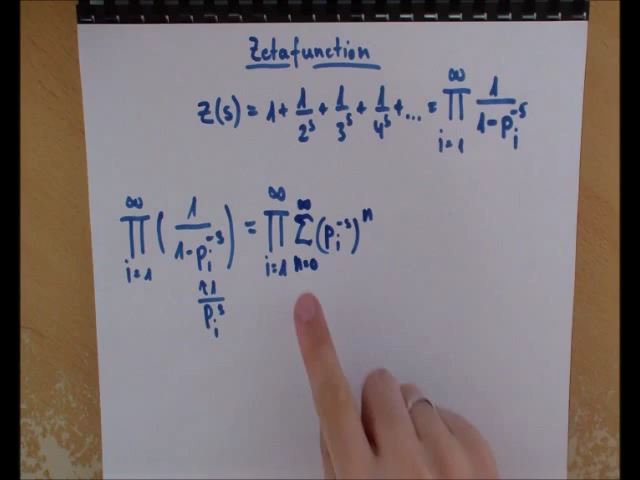 Zetafunction
Z(s) = 1 + 1/2^s + 1/3^s + 1/4^s + ... = ∏_{i=1}^{∞} 1/(1-p_i^{-s})
∏_{i=1}^{∞} ( 1/(1-p_i^{-s}) ) = ∏_{i=1}^{∞} ∑_{n=0}^{∞} (p_i^{-s})^n
1/p_i^s